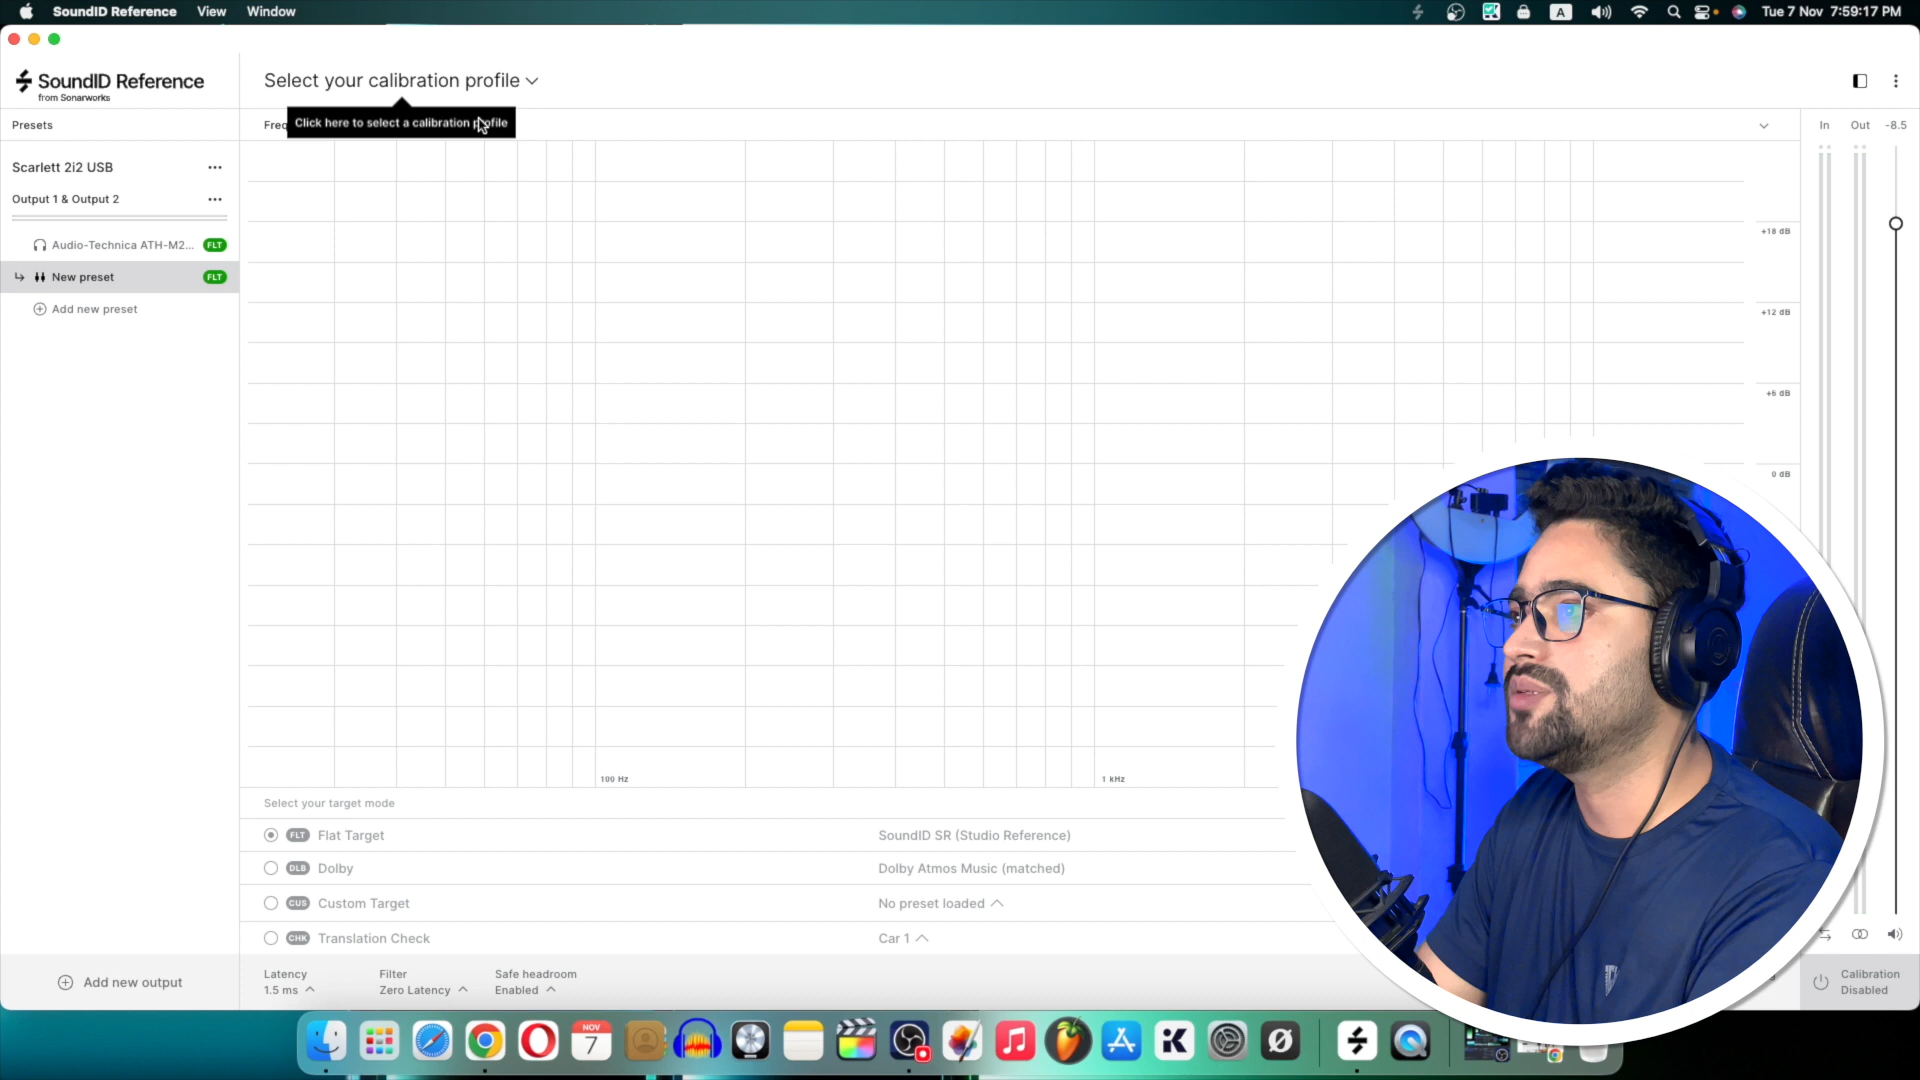 SoundID Reference View Window
A
Tue 7 Nov 7:59:17 PM
SoundID Reference
from Sonarworks
Select your calibration profile
Click here to select a calibration profile
Presets
In Out -8.5
Scarlett 2i2 USB
Output 1 & Output 2
Audio-Technica ATH-M2... FLT
New preset FLT
Add new preset
+18 dB
+12 dB
+6 dB
0 dB
100 Hz
1 kHz
Select your target mode
FLT Flat Target SoundID SR (Studio Reference)
DLB Dolby Dolby Atmos Music (matched)
CUS Custom Target No preset loaded
CHK Translation Check Car 1
Add new output
Latency
1.5 ms
Filter
Zero Latency
Safe headroom
Enabled
Calibration
Disabled
NOV
7